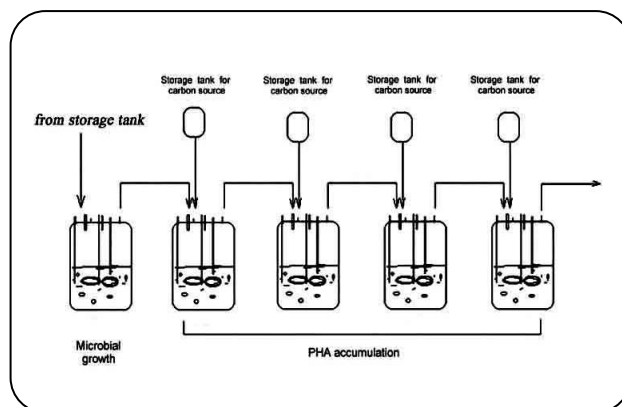 Storage tank for
carbon source
Storage tank for
carbon source
Storage tank for
carbon source
Storage tank for
carbon source
from storage tank
Microbial
growth
PHA accumulation